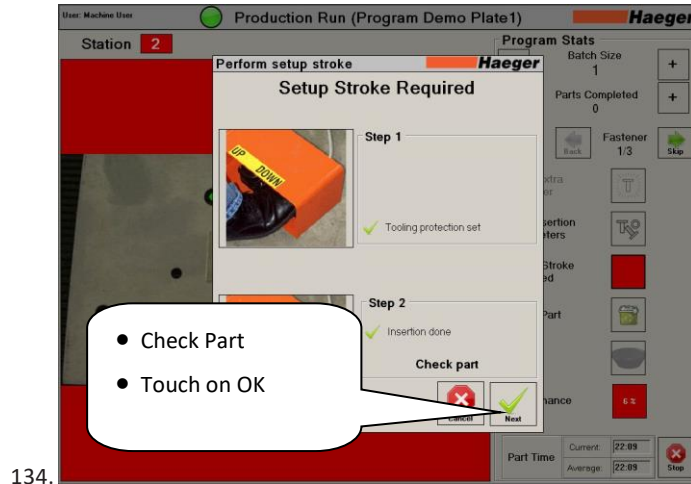 User: Machine User
Production Run (Program Demo Plate1)
Haeger
Station 2
Program Stats
Batch Size
1
+
Parts Completed
0
+
Back
Fastener
1/3
Skip
Perform setup stroke
Haeger
Setup Stroke Required
Step 1
UP DOWN
Tooling protection set
Step 2
Insertion done
Check part
Cancel
Next
• Check Part
• Touch on OK
T
6 %
Part Time
Current: 22:09
Average: 22:09
Stop
134.